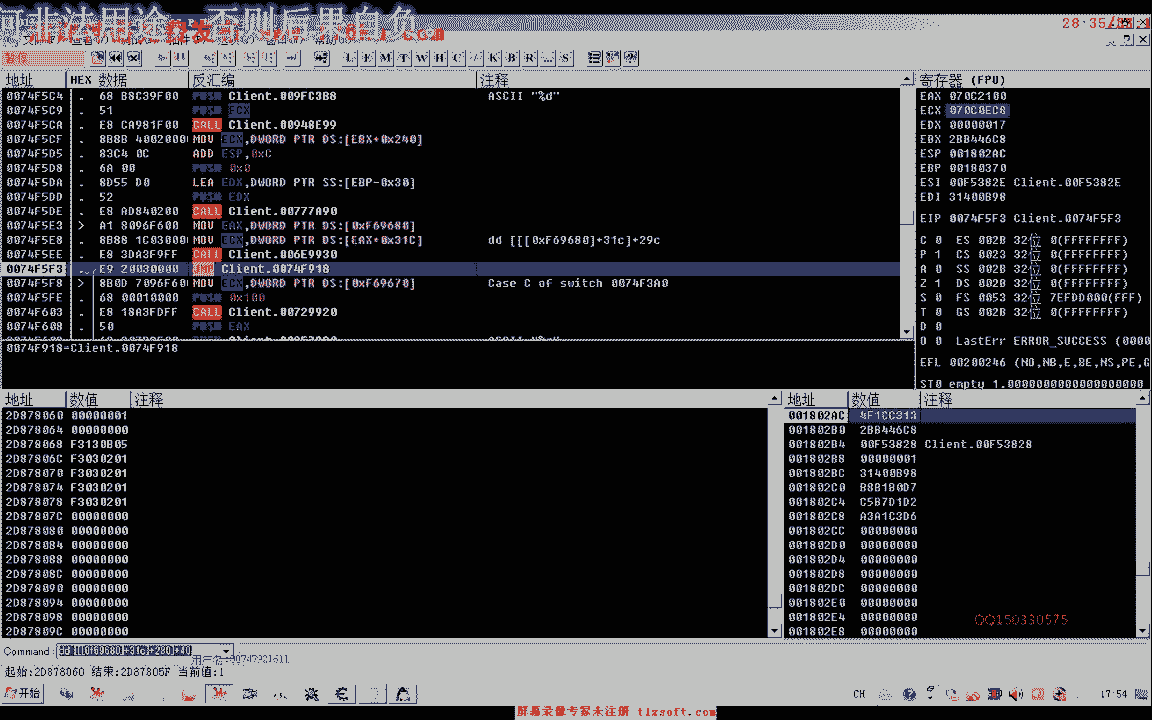 何非法用途，否则后果自负
28:35
L E M T W H C / K B R ... S
地址 HEX 数据 反汇编 注释
0074F5C4 . 68 B8C39F00 PUSH Client.009FC3B8 ASCII "%d"
0074F5C9 . 51 PUSH ECX
0074F5CA . E8 CA981F00 CALL Client.00948E99
0074F5CF . 8B8B 40020000 MOV ECX,DWORD PTR DS:[EBX+0x240]
0074F5D5 . 83C4 0C ADD ESP,0xC
0074F5D8 . 6A 00 PUSH 0x0
0074F5DA . 8D55 D0 LEA EDX,DWORD PTR SS:[EBP-0x30]
0074F5DD . 52 PUSH EDX
0074F5DE . E8 AD840200 CALL Client.00777A90
0074F5E3 > A1 8096F600 MOV EAX,DWORD PTR DS:[0xF69680]
0074F5E8 . 8B88 1C030000 MOV ECX,DWORD PTR DS:[EAX+0x31C] dd [[[0xF69680]+31c]+29c
0074F5EE . E8 3DA3F9FF CALL Client.006E9930
0074F5F3 . E9 20030000 JMP Client.0074F918
0074F5F8 > 8B0D 7096F600 MOV ECX,DWORD PTR DS:[0xF69670] Case C of switch 0074F3A0
0074F5FE . 68 00010000 PUSH 0x100
0074F603 . E8 18A3FDFF CALL Client.00729920
0074F608 . 50 PUSH EAX
0074F918=Client.0074F918
寄存器 (FPU)
EAX 070C2180
ECX 070C0EC8
EDX 00000017
EBX 2BB446C8
ESP 001802AC
EBP 00180370
ESI 00F5382E Client.00F5382E
EDI 31400B98
EIP 0074F5F3 Client.0074F5F3
C 0 ES 002B 32位 0(FFFFFFFF)
P 1 CS 0023 32位 0(FFFFFFFF)
A 0 SS 002B 32位 0(FFFFFFFF)
Z 1 DS 002B 32位 0(FFFFFFFF)
S 0 FS 0053 32位 7EFDD000(FFF)
T 0 GS 002B 32位 0(FFFFFFFF)
D 0
O 0 LastErr ERROR_SUCCESS (0000
EFL 00200246 (NO,NB,E,BE,NS,PE,G
ST0 empty 1.0000000000000000000
地址 数值 注释
2D878060 00000001
2D878064 00000000
2D878068 F3130B05
2D87806C F3030201
2D878070 F3030201
2D878074 F3030201
2D878078 F3030201
2D87807C 00000000
2D878080 00000000
2D878084 00000000
2D878088 00000000
2D87808C 00000000
2D878090 00000000
2D878094 00000000
2D878098 00000000
2D87809C 00000000
地址 数值 注释
001802AC 4F1CC313
001802B0 2BB446C8
001802B4 00F53828 Client.00F53828
001802B8 00000001
001802BC 31400B98
001802C0 B8B1B0D7
001802C4 C5B7D1D2
001802C8 A3A1C3D6
001802CC 00000000
001802D0 00000000
001802D4 00000000
001802D8 00000000
001802DC 00000000
001802E0 00000000
001802E4 00000000
001802E8 00000000
QQ150330575
Command:
起始:2D878060 结束:2D87805F 当前值:1
开始 CH 17:54
屏幕录像专家未注册 tlxsoft.com